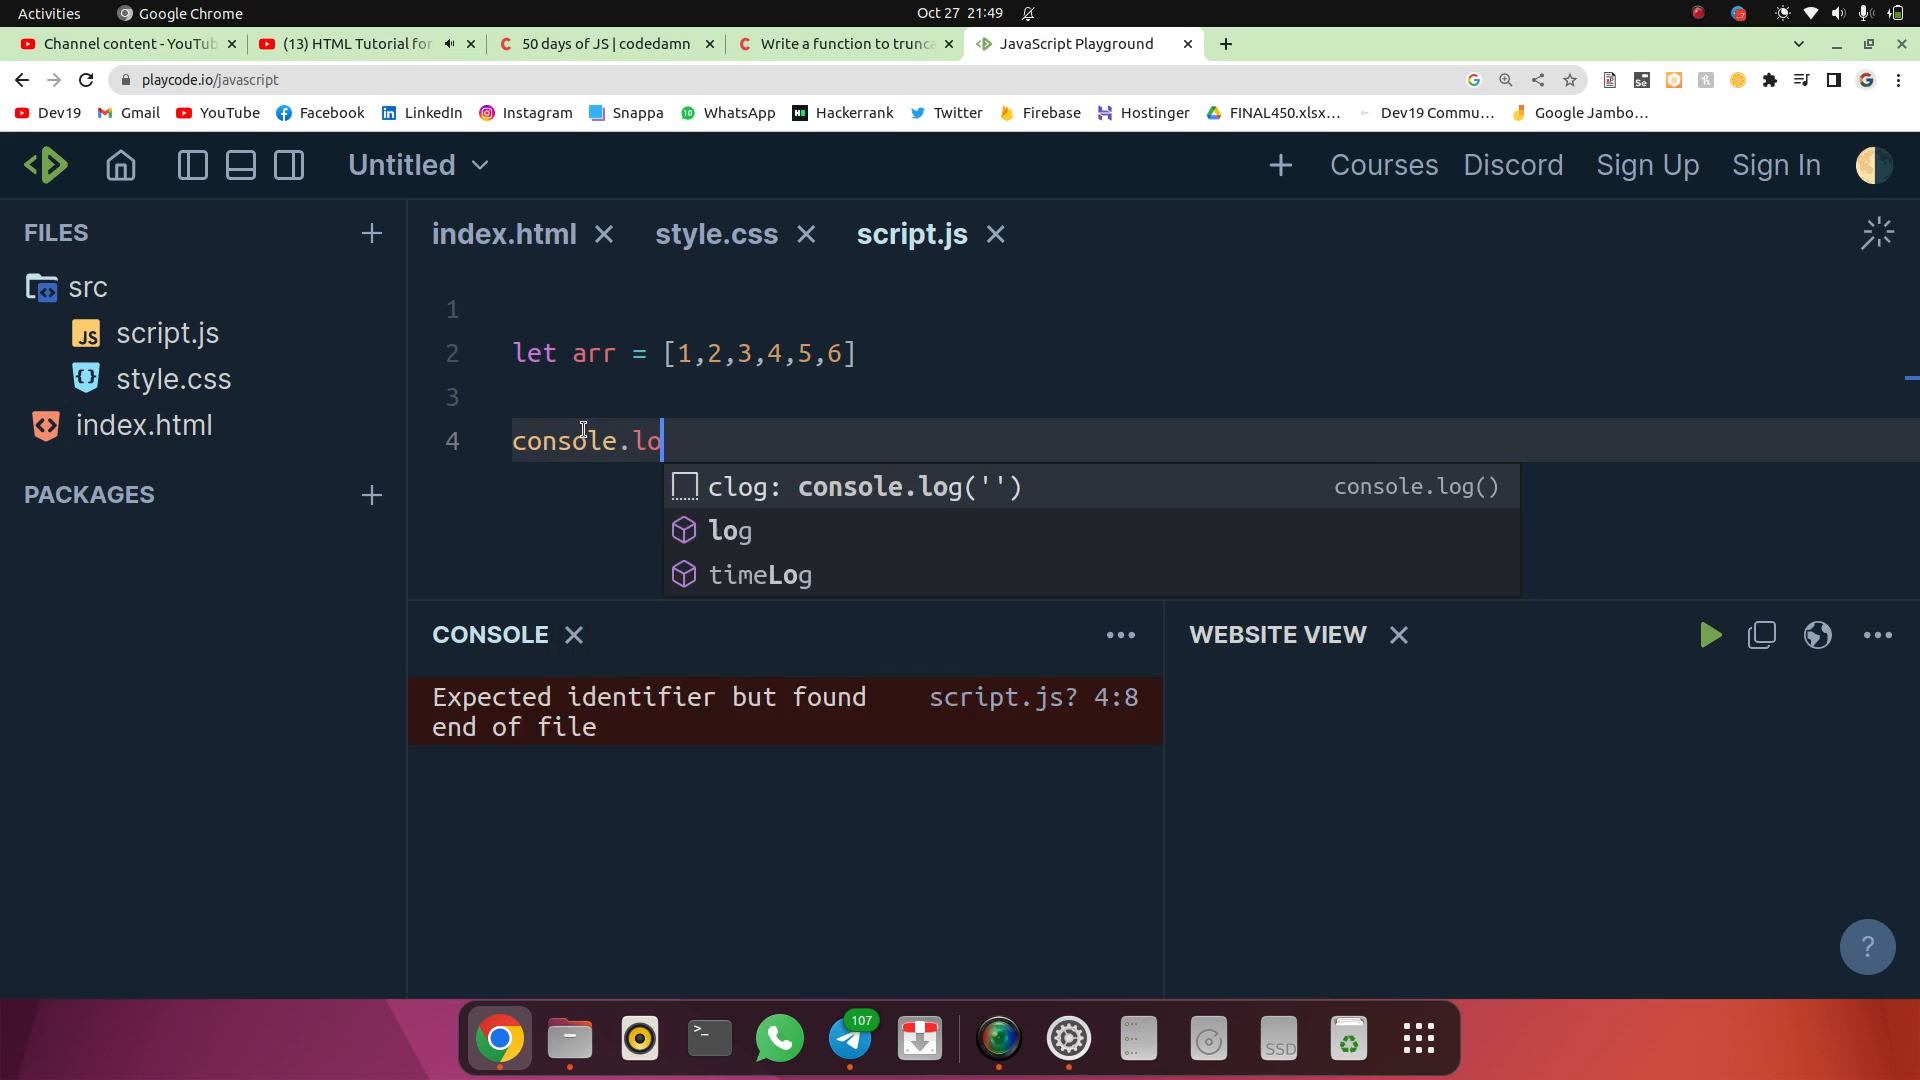 Activities
Google Chrome
Oct 27 21:49
Channel content - YouTub
(13) HTML Tutorial for
50 days of JS | codedamn
Write a function to trunca
JavaScript Playground
playcode.io/javascript
Dev19
Gmail
YouTube
Facebook
LinkedIn
Instagram
Snappa
WhatsApp
Hackerrank
Twitter
Firebase
Hostinger
FINAL450.xlsx...
Dev19 Commu...
Google Jambo...
Untitled
Courses
Discord
Sign Up
Sign In
FILES
src
script.js
style.css
index.html
PACKAGES
index.html
style.css
script.js
1
2 let arr = [1,2,3,4,5,6]
3
4 console.lo
clog: console.log('') console.log()
log
timeLog
CONSOLE
Expected identifier but found script.js? 4:8
end of file
WEBSITE VIEW
?
107
SSD